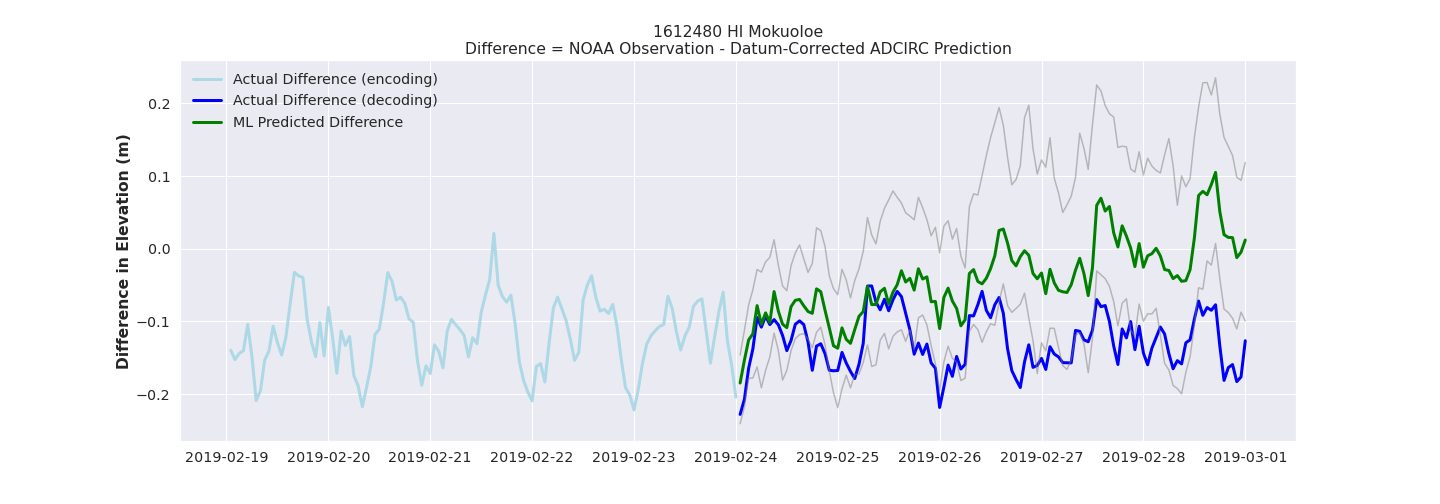 1612480 HI Mokuoloe
Difference = NOAA Observation - Datum-Corrected ADCIRC Prediction
Actual Difference (encoding)
Actual Difference (decoding)
ML Predicted Difference
Difference in Elevation (m)
0.2
0.1
0.0
−0.1
−0.2
2019-02-19 2019-02-20 2019-02-21 2019-02-22 2019-02-23 2019-02-24 2019-02-25 2019-02-26 2019-02-27 2019-02-28 2019-03-01